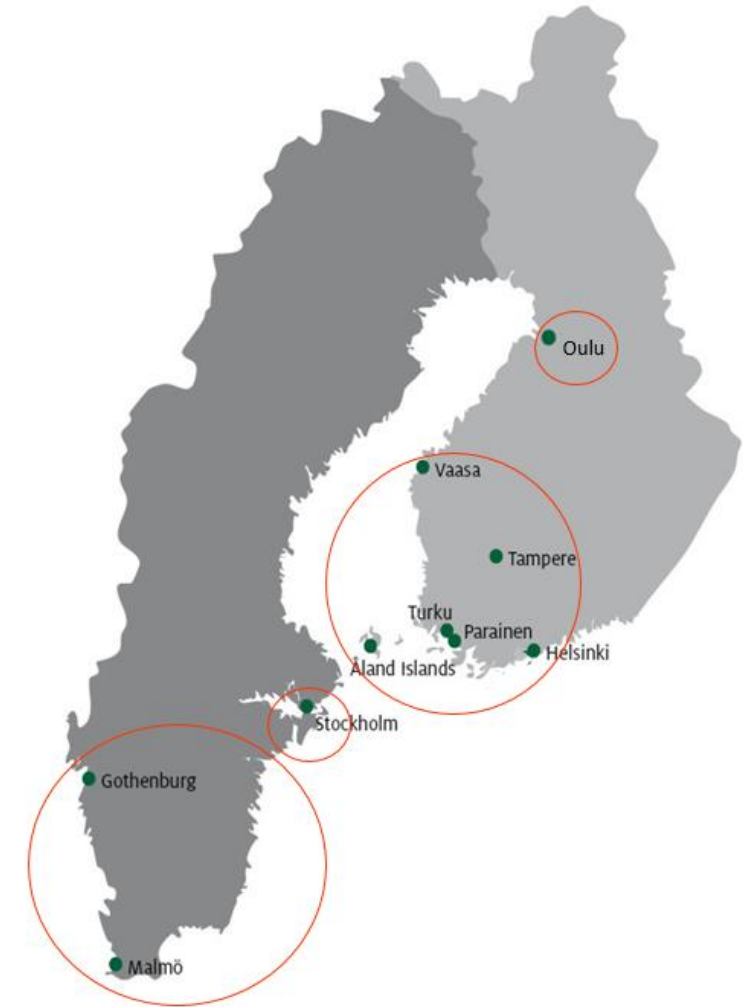 Oulu
Vaasa
Tampere
Turku
Parainen
Helsinki
Åland Islands
Stockholm
Gothenburg
Malmö